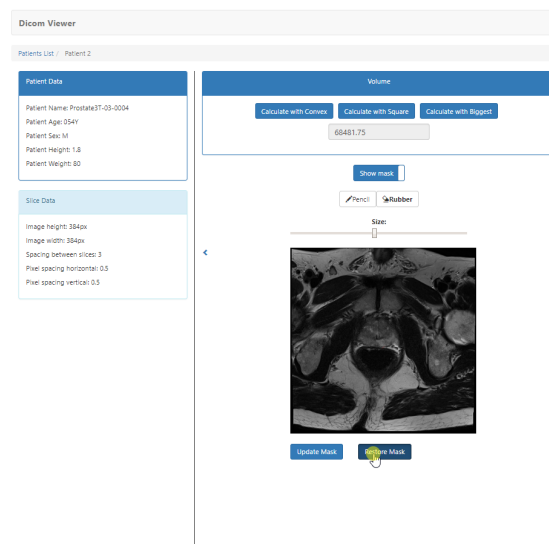 Dicom Viewer
Patients List / Patient 2
Patient Data
Patient Name: Prostate3T-03-0004
Patient Age: 054Y
Patient Sex: M
Patient Height: 1.8
Patient Weight: 80
Slice Data
Image height: 384px
Image width: 384px
Spacing between slices: 3
Pixel spacing horizontal: 0.5
Pixel spacing vertical: 0.5
Volume
Calculate with Convex Calculate with Square Calculate with Biggest
68481.75
Show mask
Pencil Rubber
Size:
Update Mask Restore Mask